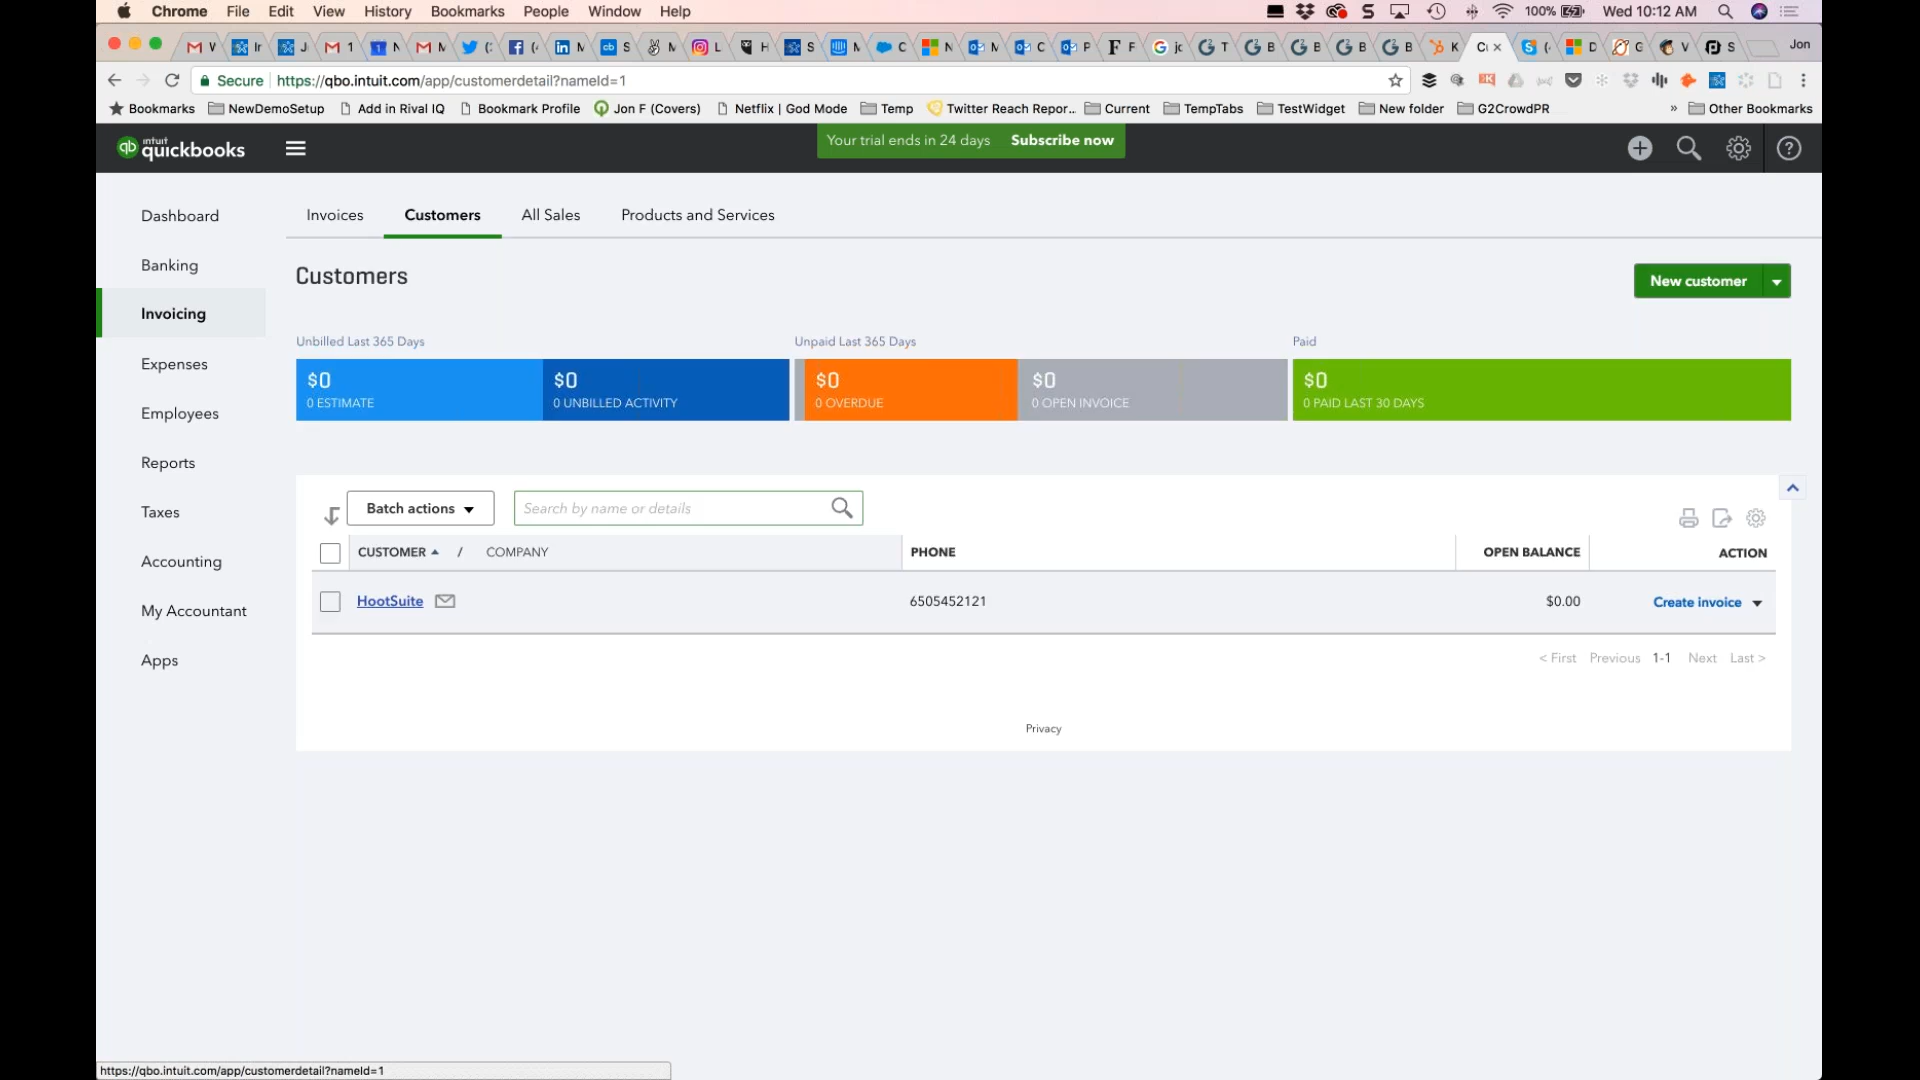 Chrome File Edit View History Bookmarks People Window Help 100% Wed 10:12 AM
Jon
Secure https://qbo.intuit.com/app/customerdetail?nameId=1
Bookmarks NewDemoSetup Add in Rival IQ Bookmark Profile Jon F (Covers) Netflix | God Mode Temp Twitter Reach Repor... Current TempTabs TestWidget New folder G2CrowdPR » Other Bookmarks
intuit
quickbooks
Your trial ends in 24 days Subscribe now
Dashboard
Banking
Invoicing
Expenses
Employees
Reports
Taxes
Accounting
My Accountant
Apps
Invoices Customers All Sales Products and Services
Customers
New customer
Unbilled Last 365 Days Unpaid Last 365 Days Paid
$0 $0 $0 $0 $0
0 ESTIMATE 0 UNBILLED ACTIVITY 0 OVERDUE 0 OPEN INVOICE 0 PAID LAST 30 DAYS
Batch actions Search by name or details
CUSTOMER / COMPANY PHONE OPEN BALANCE ACTION
HootSuite 6505452121 $0.00 Create invoice
< First Previous 1-1 Next Last >
Privacy
https://qbo.intuit.com/app/customerdetail?nameId=1